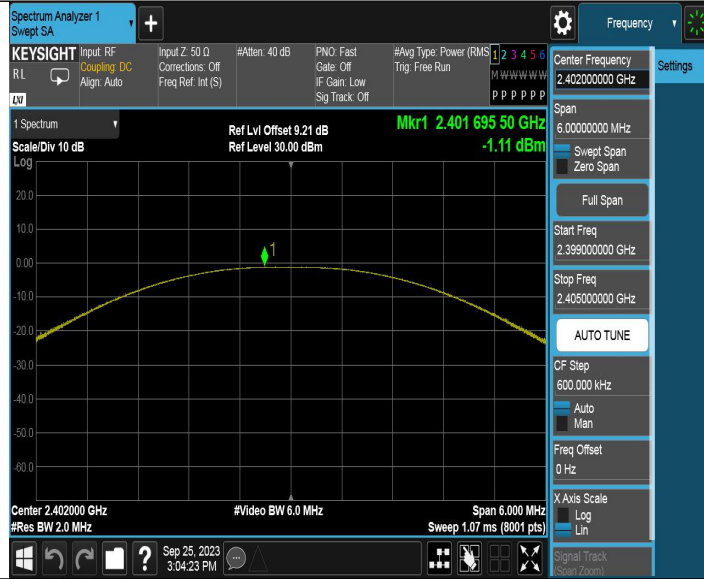 Spectrum Analyzer 1
Swept SA
+
Frequency
KEYSIGHT
RL
LXI
Input: RF
Coupling: DC
Align: Auto
Input Z: 50 Ω
Corrections: Off
Freq Ref: Int (S)
#Atten: 40 dB
PNO: Fast
Gate: Off
IF Gain: Low
Sig Track: Off
#Avg Type: Power (RMS
Trig: Free Run
1 2 3 4 5 6
M W W W W W
P P P P P P
1 Spectrum
Scale/Div 10 dB
Log
Ref Lvl Offset 9.21 dB
Ref Level 30.00 dBm
Mkr1 2.401 695 50 GHz
-1.11 dBm
20.0
10.0
0.00
-10.0
-20.0
-30.0
-40.0
-50.0
-60.0
1
Center 2.402000 GHz
#Res BW 2.0 MHz
#Video BW 6.0 MHz
Span 6.000 MHz
Sweep 1.07 ms (8001 pts)
Center Frequency
2.402000000 GHz
Settings
Span
6.00000000 MHz
Swept Span
Zero Span
Full Span
Start Freq
2.399000000 GHz
Stop Freq
2.405000000 GHz
AUTO TUNE
CF Step
600.000 kHz
Auto
Man
Freq Offset
0 Hz
X Axis Scale
Log
Lin
Signal Track
(Span Zoom)
?
Sep 25, 2023
3:04:23 PM